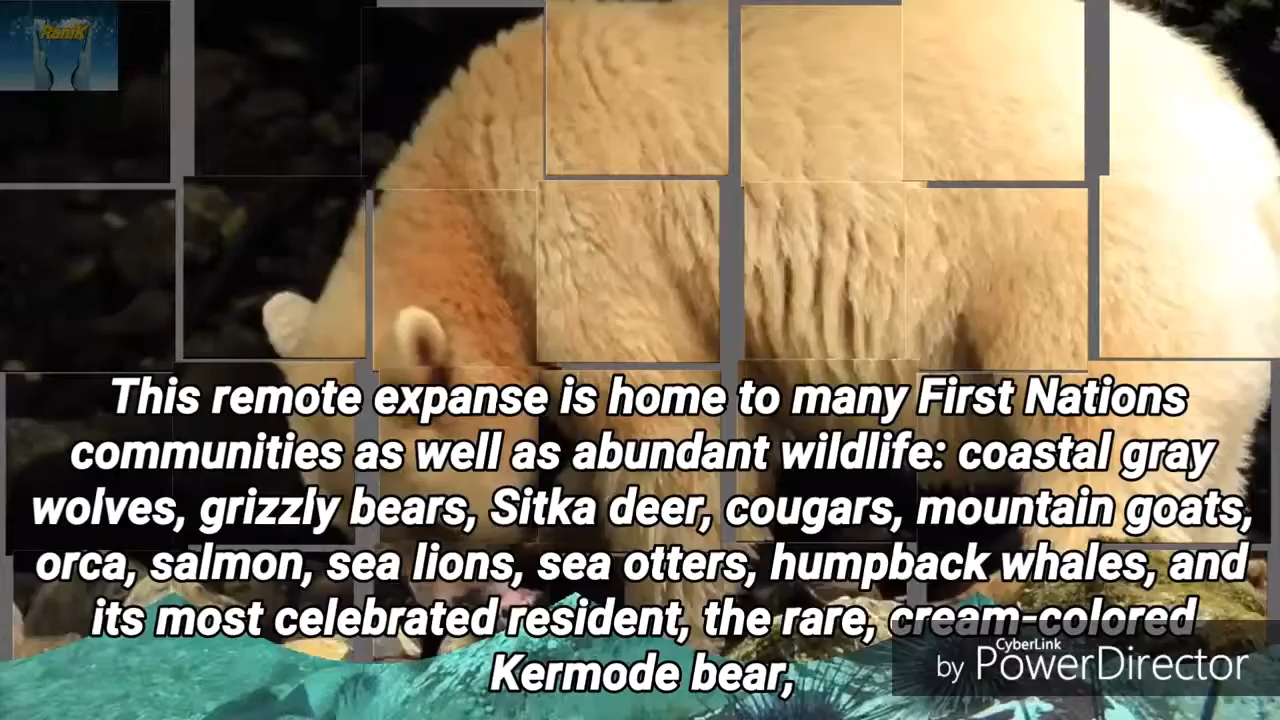 RaniK
This remote expanse is home to many First Nations
communities as well as abundant wildlife: coastal gray
wolves, grizzly bears, Sitka deer, cougars, mountain goats,
orca, salmon, sea lions, sea otters, humpback whales, and
its most celebrated resident, the rare, cream-colored
Kermode bear,
CyberLink
by PowerDirector